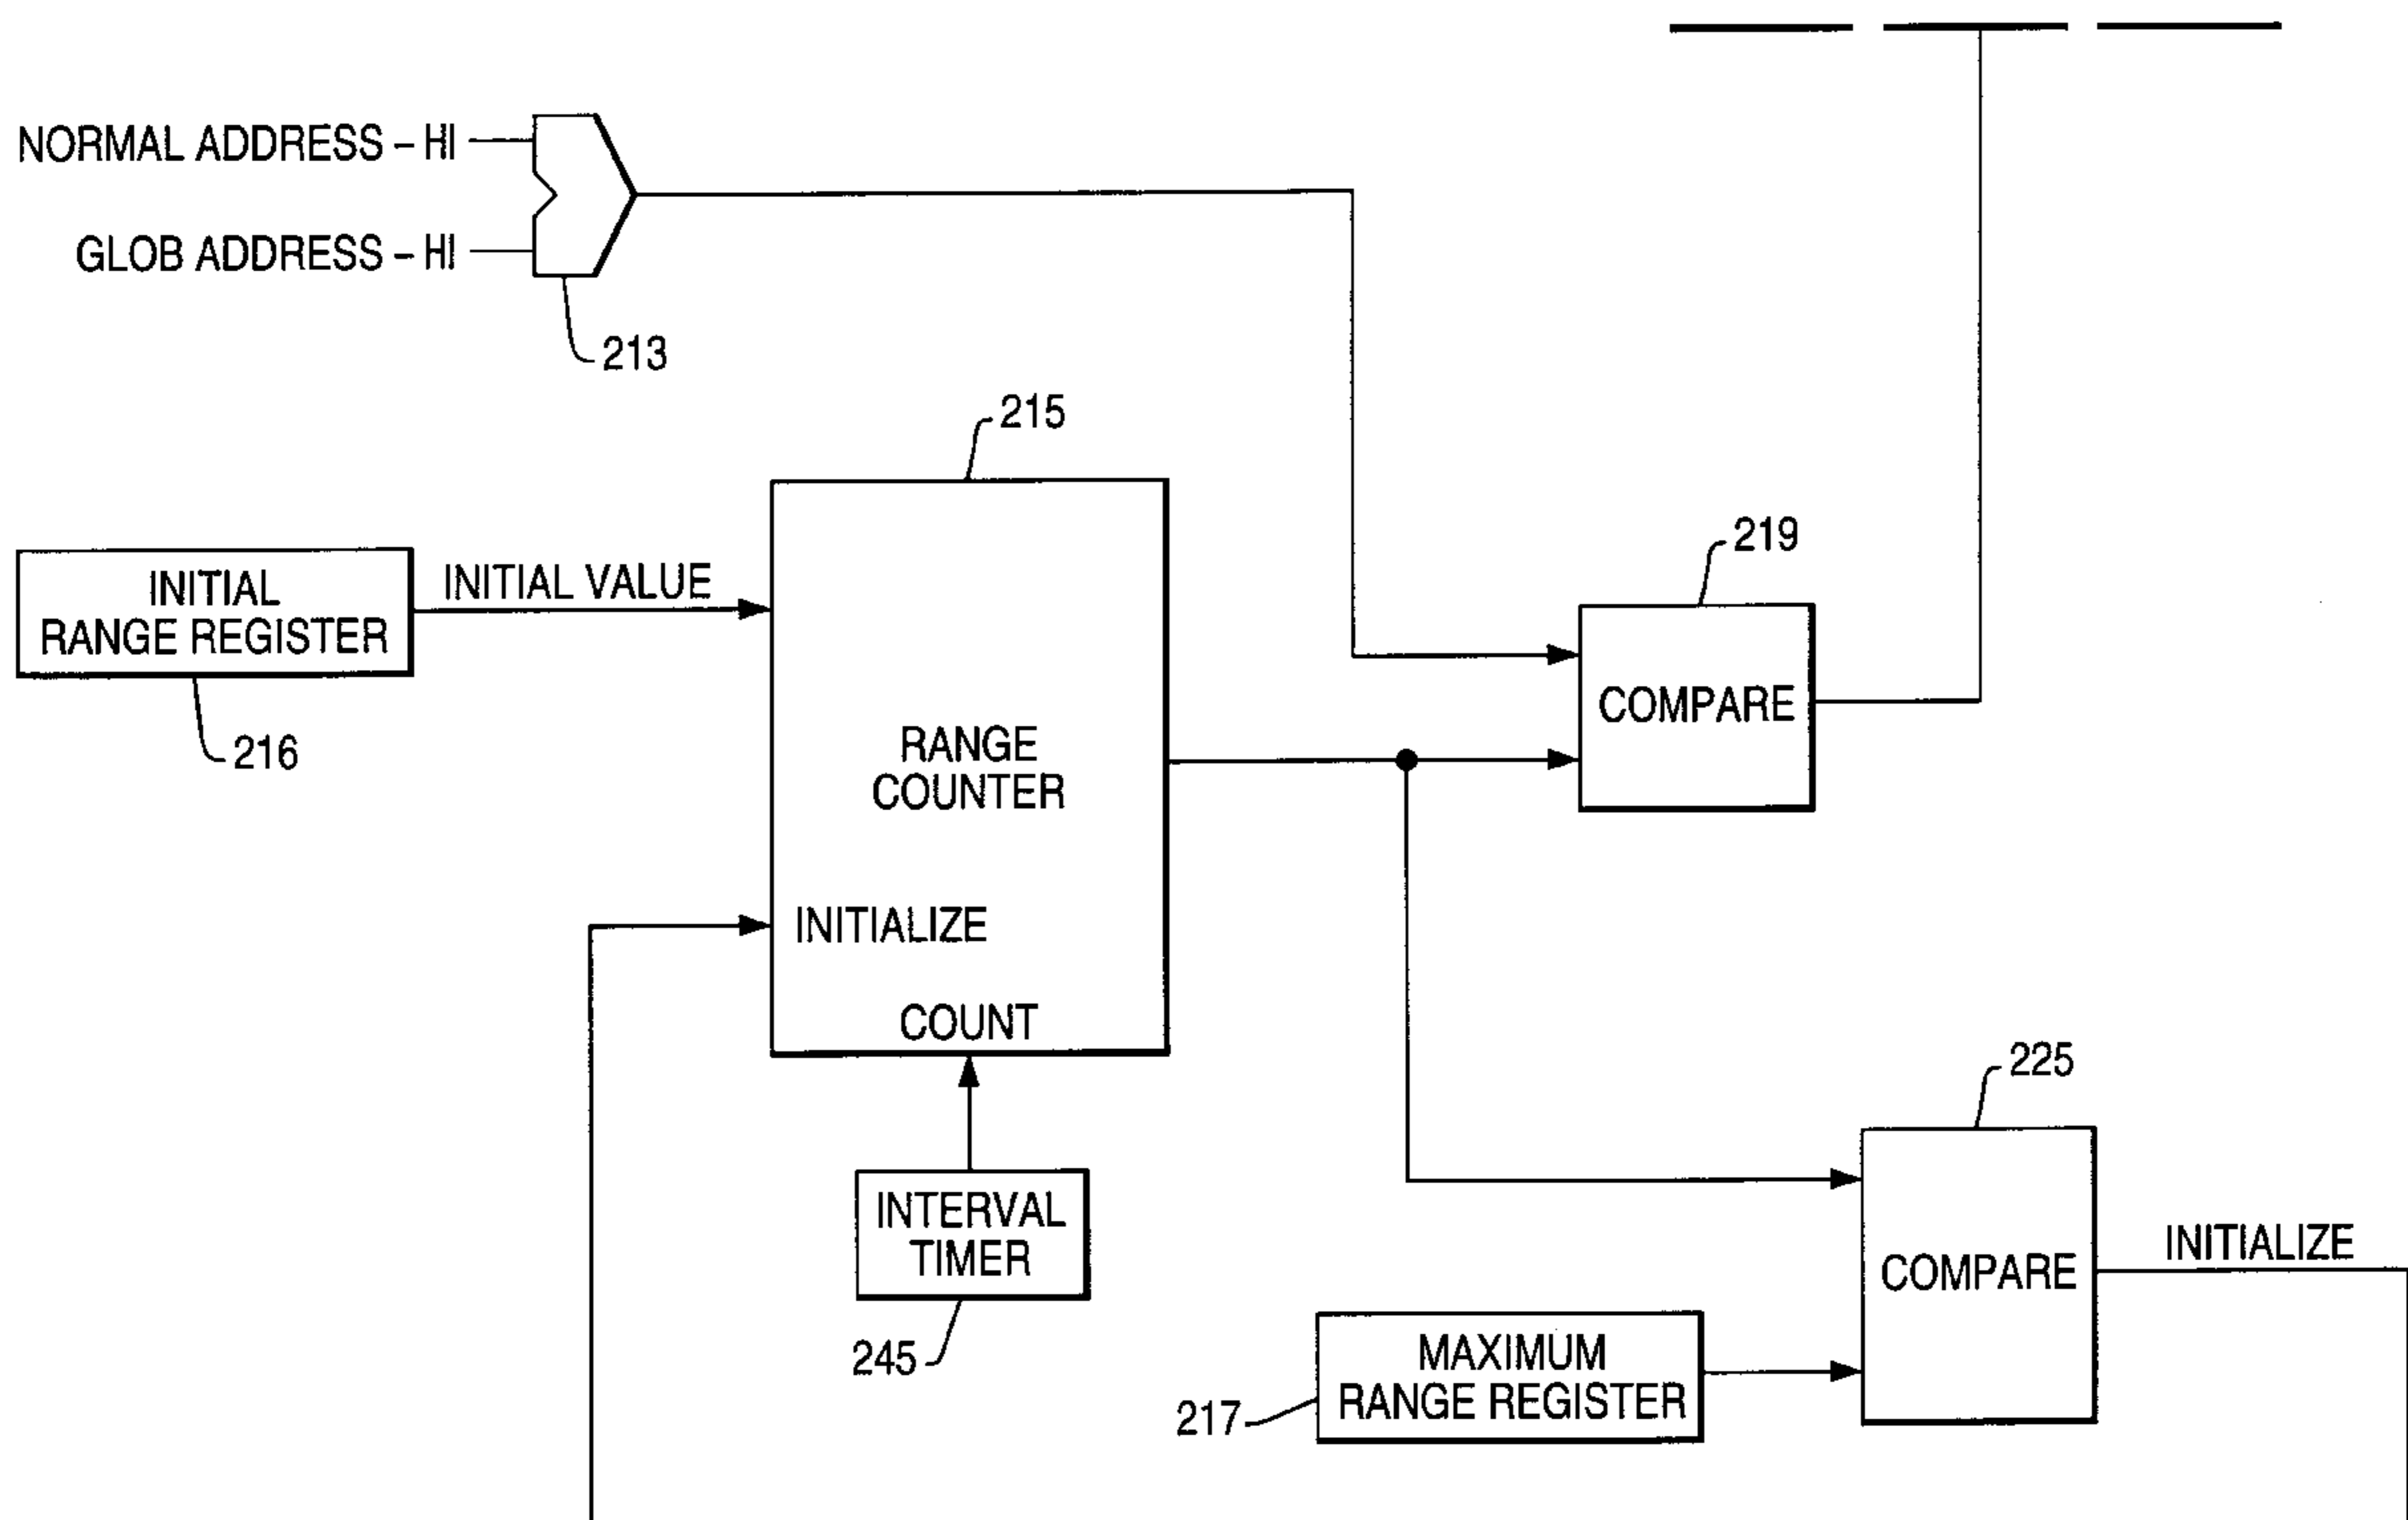 NORMAL ADDRESS – HI
GLOB ADDRESS – HI
213
215
INITIAL
RANGE REGISTER
216
INITIAL VALUE
RANGE
COUNTER
INITIALIZE
COUNT
219
COMPARE
INTERVAL
TIMER
245
225
COMPARE
INITIALIZE
MAXIMUM
RANGE REGISTER
217